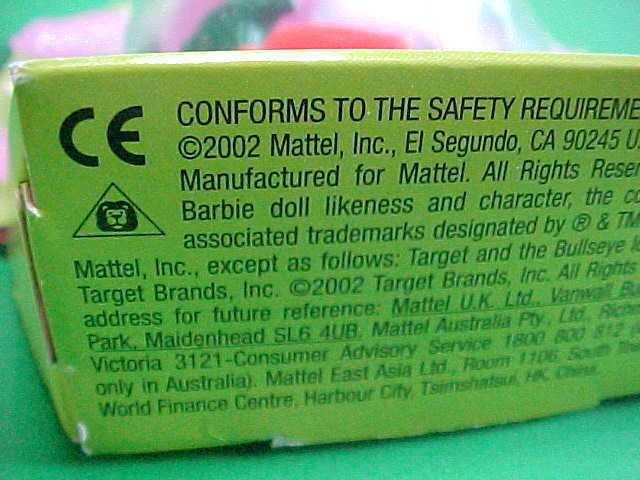 CE
CONFORMS TO THE SAFETY REQUIREME
©2002 Mattel, Inc., El Segundo, CA 90245 U.
Manufactured for Mattel. All Rights Reser
Barbie doll likeness and character, the co
associated trademarks designated by ® & TM
Mattel, Inc., except as follows: Target and the Bullseye
Target Brands, Inc. ©2002 Target Brands, Inc. All Rights
address for future reference: Mattel U.K. Ltd., Vanwall Bu
Park, Maidenhead SL6 4UB. Mattel Australia Pty., Ltd., Rich
Victoria 3121-Consumer Advisory Service 1800 800 812
only in Australia). Mattel East Asia Ltd., Room 1106, South
World Finance Centre, Harbour City, Tsimshatsui, HK, China.